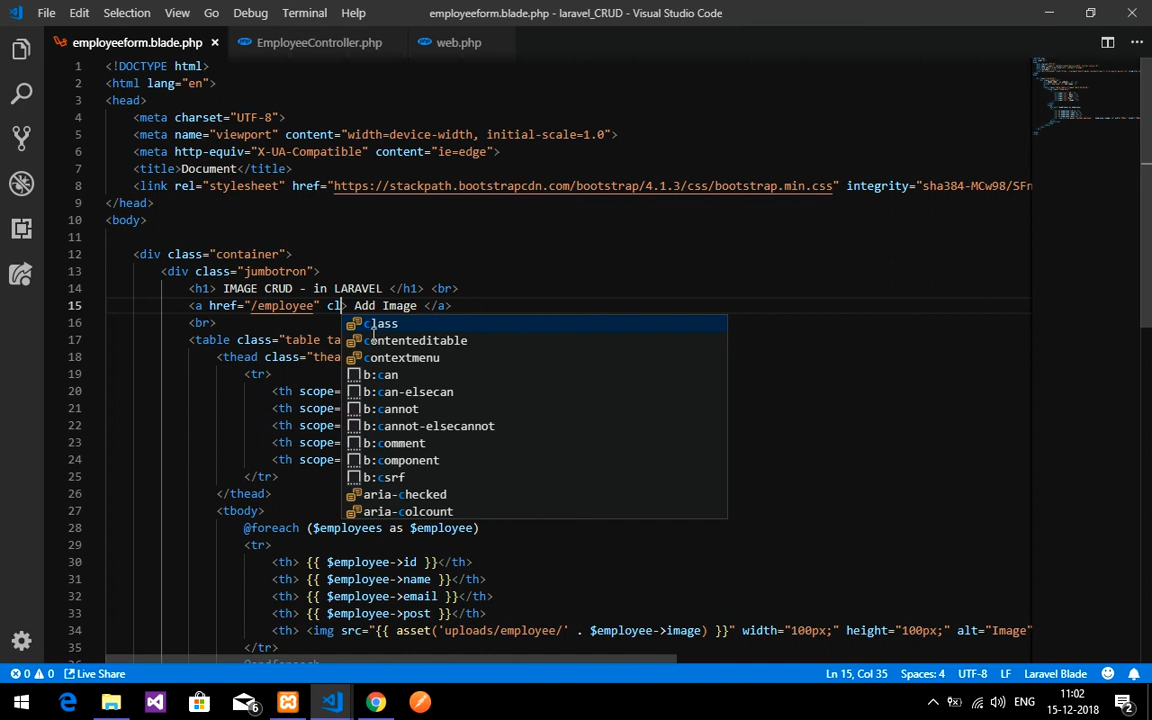 File Edit Selection View Go Debug Terminal Help employeeform.blade.php - laravel_CRUD - Visual Studio Code
employeeform.blade.php × EmployeeController.php web.php
1 <!DOCTYPE html>
2 <html lang="en">
3 <head>
4 <meta charset="UTF-8">
5 <meta name="viewport" content="width=device-width, initial-scale=1.0">
6 <meta http-equiv="X-UA-Compatible" content="ie=edge">
7 <title>Document</title>
8 <link rel="stylesheet" href="https://stackpath.bootstrapcdn.com/bootstrap/4.1.3/css/bootstrap.min.css" integrity="sha384-MCw98/SFn
9 </head>
10 <body>
11
12 <div class="container">
13 <div class="jumbotron">
14 <h1> IMAGE CRUD - in LARAVEL </h1> <br>
15 <a href="/employee" cl> Add Image </a>
16 <br>
class
17 <table class="table ta
contenteditable
18 <thead class="thea
contextmenu
19 <tr>
b:can
20 <th scope=
b:can-elsecan
21 <th scope=
b:cannot
22 <th scope=
b:cannot-elsecannot
23 <th scope=
b:comment
24 <th scope=
b:component
25 </tr>
b:csrf
26 </thead>
aria-checked
27 <tbody>
aria-colcount
28 @foreach ($employees as $employee)
29 <tr>
30 <th> {{ $employee->id }}</th>
31 <th> {{ $employee->name }}</th>
32 <th> {{ $employee->email }}</th>
33 <th> {{ $employee->post }}</th>
34 <th> <img src="{{ asset('uploads/employee/' . $employee->image) }}" width="100px;" height="100px;" alt="Image"
35 </tr>
0 0 Live Share Ln 15, Col 35 Spaces: 4 UTF-8 LF Laravel Blade
6 ENG 11:02
15-12-2018 2